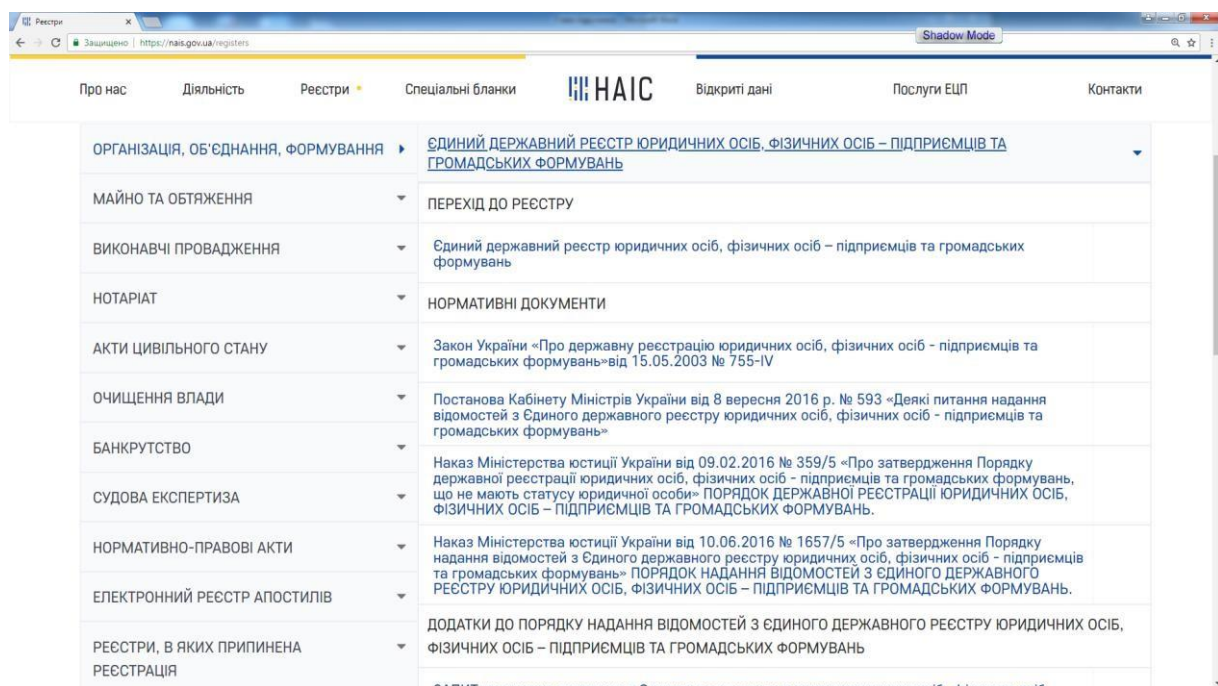 Реестри
Защищено | https://nais.gov.ua/registers
Shadow Mode
Про нас Діяльність Реєстри Спеціальні бланки НАІС Відкриті дані Послуги ЕЦП Контакти
ОРГАНІЗАЦІЯ, ОБ'ЄДНАННЯ, ФОРМУВАННЯ
МАЙНО ТА ОБТЯЖЕННЯ
ВИКОНАВЧІ ПРОВАДЖЕННЯ
НОТАРІАТ
АКТИ ЦИВІЛЬНОГО СТАНУ
ОЧИЩЕННЯ ВЛАДИ
БАНКРУТСТВО
СУДОВА ЕКСПЕРТИЗА
НОРМАТИВНО-ПРАВОВІ АКТИ
ЕЛЕКТРОННИЙ РЕЄСТР АПОСТИЛІВ
РЕЄСТРИ, В ЯКИХ ПРИПИНЕНА
РЕЄСТРАЦІЯ
ЄДИНИЙ ДЕРЖАВНИЙ РЕЄСТР ЮРИДИЧНИХ ОСІБ, ФІЗИЧНИХ ОСІБ – ПІДПРИЄМЦІВ ТА
ГРОМАДСЬКИХ ФОРМУВАНЬ
ПЕРЕХІД ДО РЕЄСТРУ
Єдиний державний реєстр юридичних осіб, фізичних осіб – підприємців та громадських
формувань
НОРМАТИВНІ ДОКУМЕНТИ
Закон України «Про державну реєстрацію юридичних осіб, фізичних осіб - підприємців та
громадських формувань»від 15.05.2003 № 755-IV
Постанова Кабінету Міністрів України від 8 вересня 2016 р. № 593 «Деякі питання надання
відомостей з Єдиного державного реєстру юридичних осіб, фізичних осіб - підприємців та
громадських формувань»
Наказ Міністерства юстиції України від 09.02.2016 № 359/5 «Про затвердження Порядку
державної реєстрації юридичних осіб, фізичних осіб - підприємців та громадських формувань,
що не мають статусу юридичної особи» ПОРЯДОК ДЕРЖАВНОЇ РЕЄСТРАЦІЇ ЮРИДИЧНИХ ОСІБ,
ФІЗИЧНИХ ОСІБ – ПІДПРИЄМЦІВ ТА ГРОМАДСЬКИХ ФОРМУВАНЬ.
Наказ Міністерства юстиції України від 10.06.2016 № 1657/5 «Про затвердження Порядку
надання відомостей з Єдиного державного реєстру юридичних осіб, фізичних осіб - підприємців
та громадських формувань» ПОРЯДОК НАДАННЯ ВІДОМОСТЕЙ З ЄДИНОГО ДЕРЖАВНОГО
РЕЄСТРУ ЮРИДИЧНИХ ОСІБ, ФІЗИЧНИХ ОСІБ – ПІДПРИЄМЦІВ ТА ГРОМАДСЬКИХ ФОРМУВАНЬ.
ДОДАТКИ ДО ПОРЯДКУ НАДАННЯ ВІДОМОСТЕЙ З ЄДИНОГО ДЕРЖАВНОГО РЕЄСТРУ ЮРИДИЧНИХ ОСІБ,
ФІЗИЧНИХ ОСІБ – ПІДПРИЄМЦІВ ТА ГРОМАДСЬКИХ ФОРМУВАНЬ